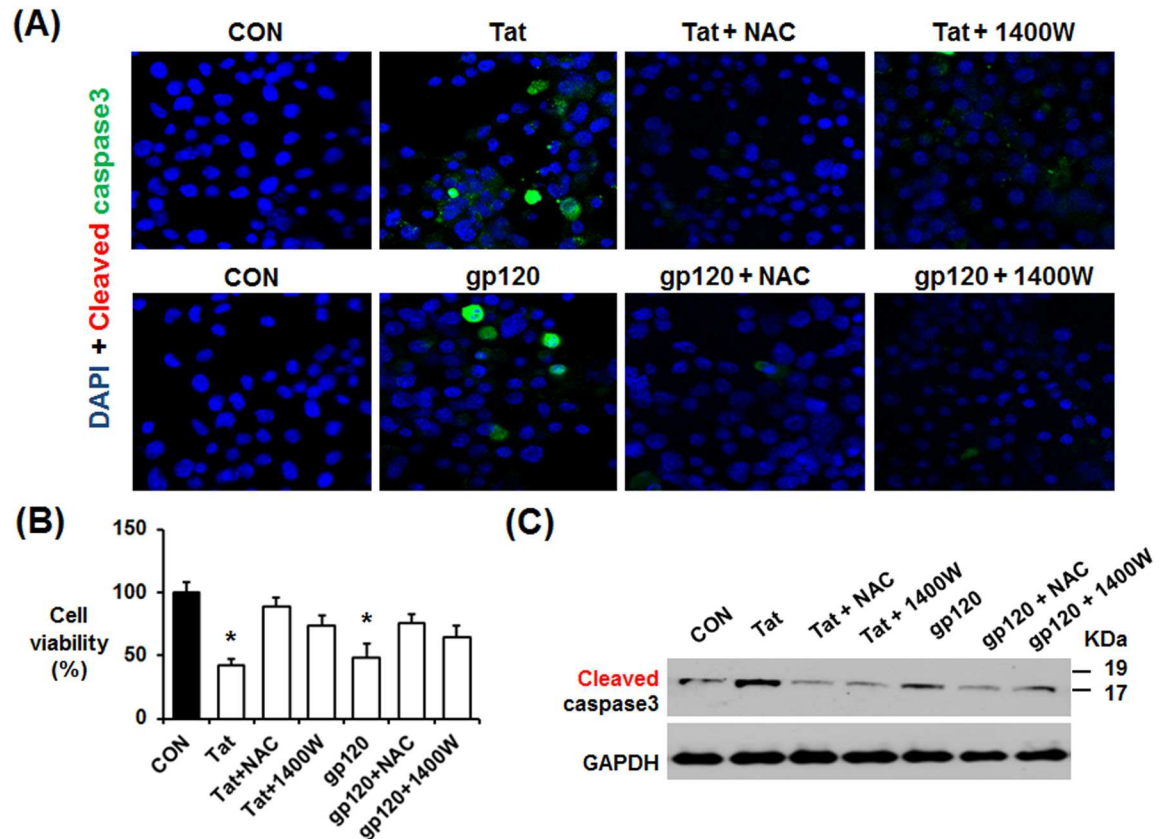 (A)
CON
Tat
Tat + NAC
Tat + 1400W
DAPI + Cleaved caspase3
CON
gp120
gp120 + NAC
gp120 + 1400W
(B)
150
100
50
0
Cell
viability
(%)
*
*
CON
Tat
Tat+NAC
Tat+1400W
gp120
gp120+NAC
gp120+1400W
(C)
CON
Tat
Tat + NAC
Tat + 1400W
gp120
gp120 + NAC
gp120 + 1400W
KDa
19
17
Cleaved
caspase3
GAPDH